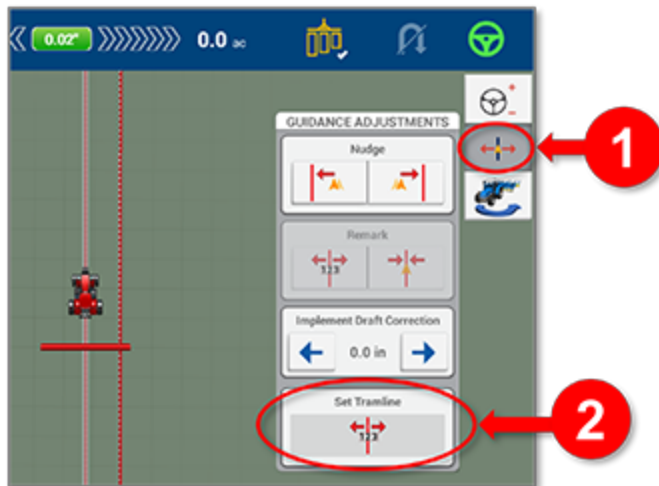 0.02" 0.0 ac
GUIDANCE ADJUSTMENTS
1
Nudge
Remark
123
Implement Draft Correction
0.0 in
Set Tramline
123
2